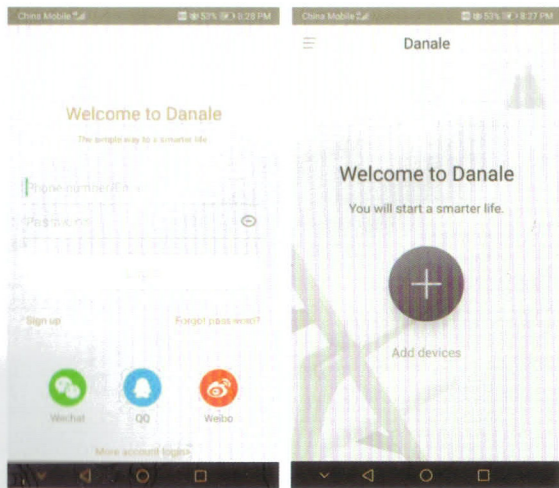 China Mobile
53% 8:26 PM
Welcome to Danale
The simple way to a smarter life
Phone number/Email
Password
Sign up
Forgot password?
Wechat
QQ
Weibo
More account login>
China Mobile
53% 8:27 PM
Danale
Welcome to Danale
You will start a smarter life.
Add devices